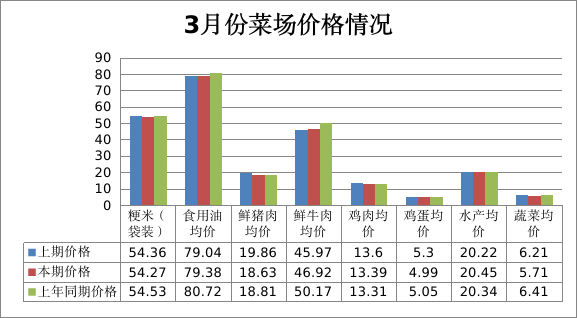 3月份菜场价格情况
90
80
70
60
50
40
30
20
10
0
粳米（袋装） 食用油均价 鲜猪肉均价 鲜牛肉均价 鸡肉均价 鸡蛋均价 水产均价 蔬菜均价
上期价格 54.36 79.04 19.86 45.97 13.6 5.3 20.22 6.21
本期价格 54.27 79.38 18.63 46.92 13.39 4.99 20.45 5.71
上年同期价格 54.53 80.72 18.81 50.17 13.31 5.05 20.34 6.41